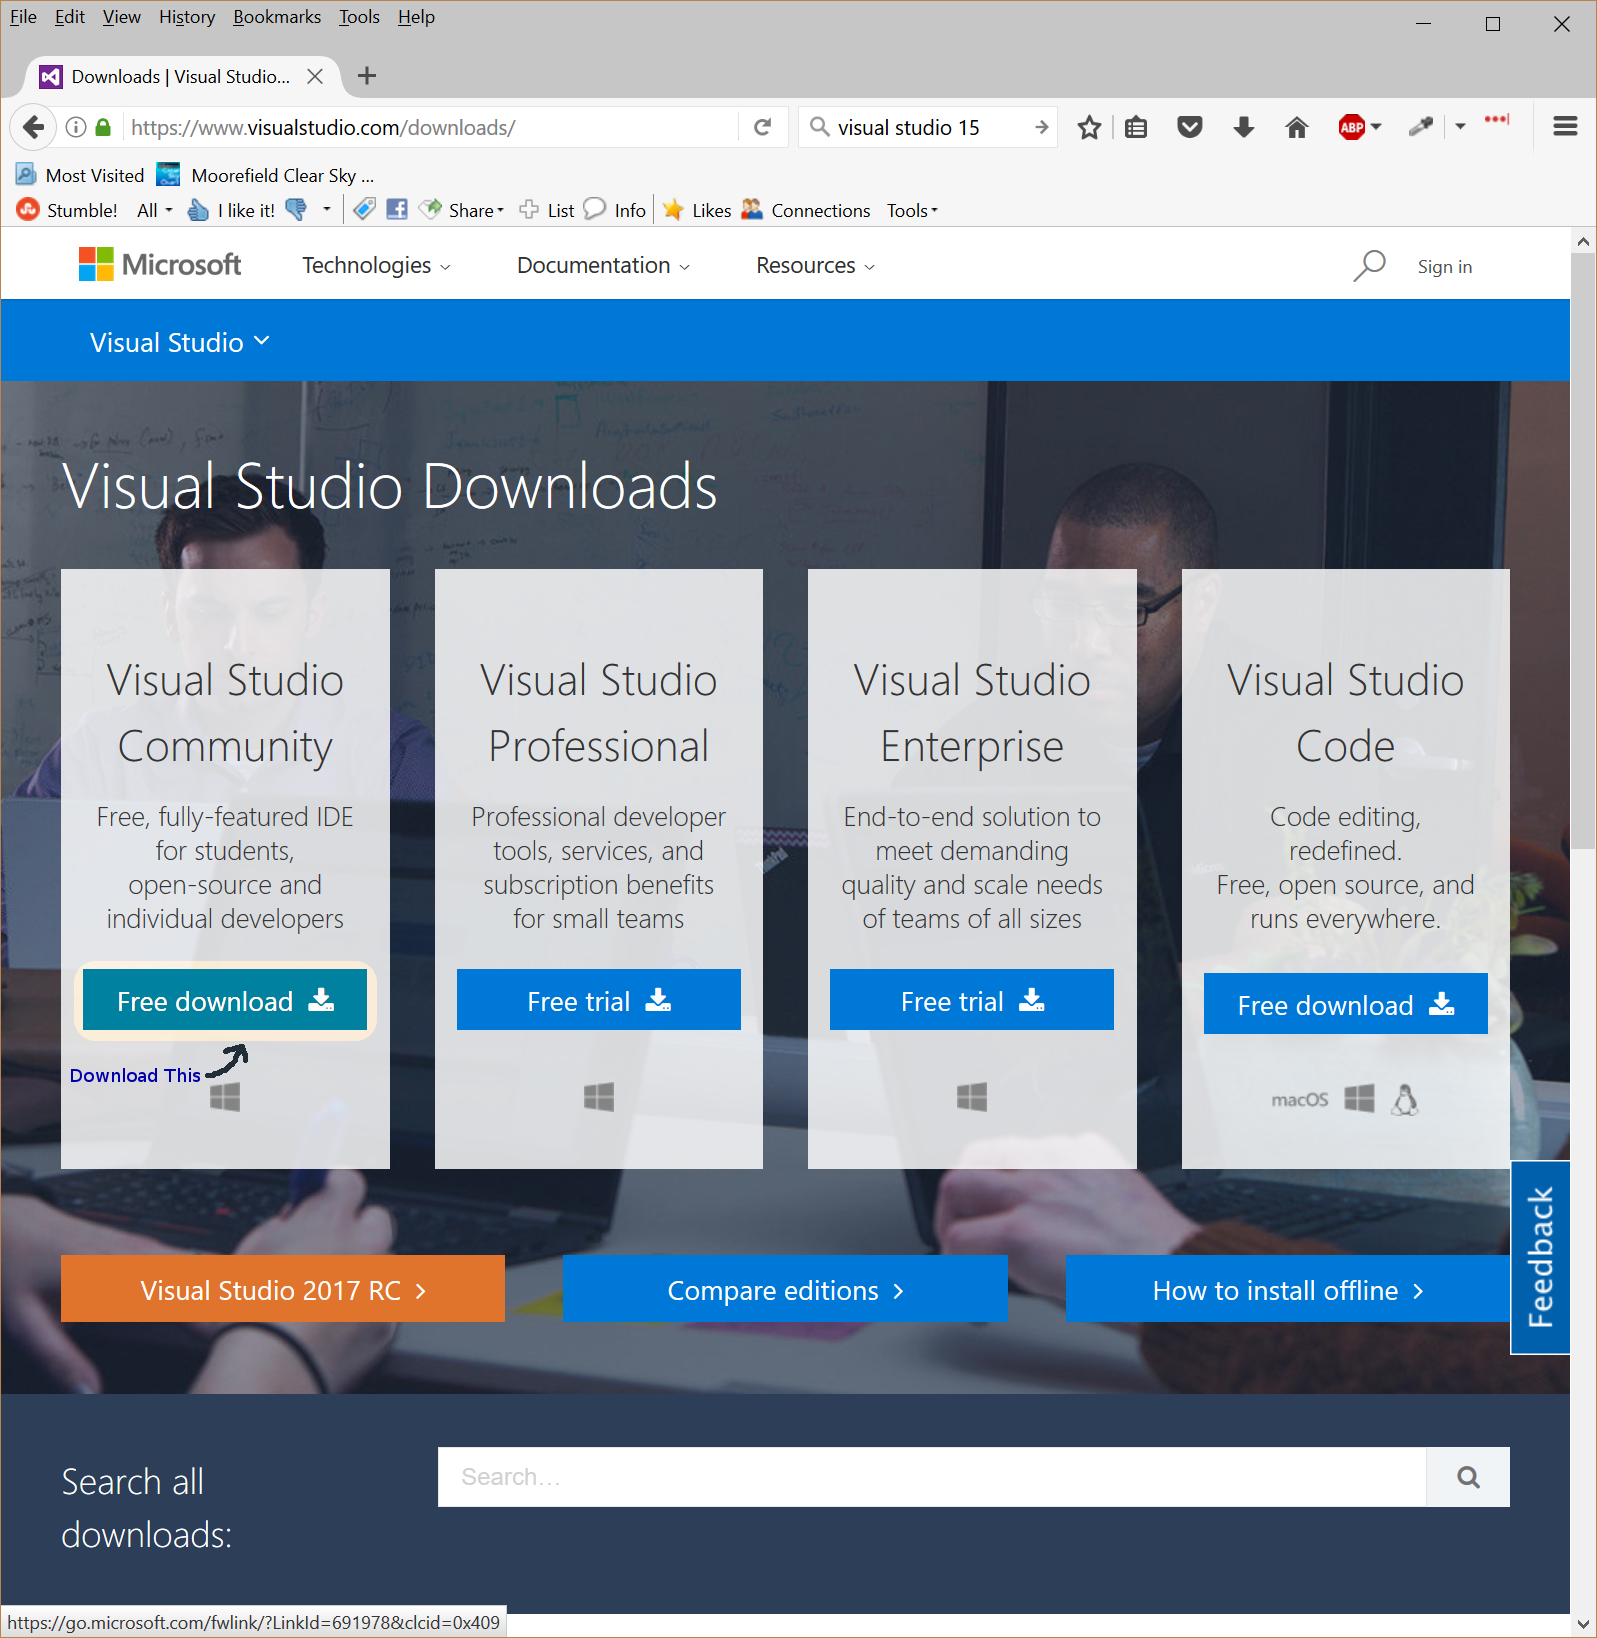 File Edit View History Bookmarks Tools Help
Downloads | Visual Studio...
https://www.visualstudio.com/downloads/
visual studio 15
ABP
Most Visited Moorefield Clear Sky ...
Stumble! All I like it! Share List Info Likes Connections Tools
Microsoft Technologies Documentation Resources Sign in
Visual Studio
Visual Studio Downloads
Visual Studio
Community
Free, fully-featured IDE
for students,
open-source and
individual developers
Free download
Download This
Visual Studio
Professional
Professional developer
tools, services, and
subscription benefits
for small teams
Free trial
Visual Studio
Enterprise
End-to-end solution to
meet demanding
quality and scale needs
of teams of all sizes
Free trial
Visual Studio
Code
Code editing,
redefined.
Free, open source, and
runs everywhere.
Free download
macOS
Feedback
Visual Studio 2017 RC
Compare editions
How to install offline
Search all
downloads:
Search...
https://go.microsoft.com/fwlink/?LinkId=691978&clcid=0x409